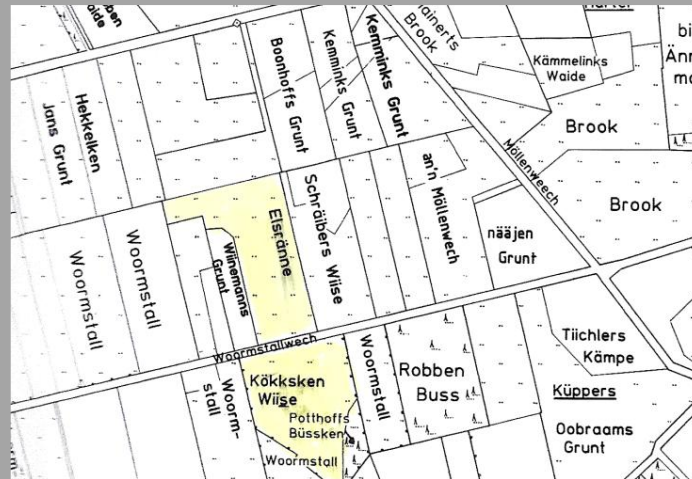 Brook
Kämmelinks
Waide
Brook
Brook
Möllenweech
Kemminks Grunt
Kemminks Grunt
Boonhoffs
Grunt
Hekkelken
Jans Grunt
an'n Möllenwech
nääjen
Grunt
Schräibers Wiise
Elsränne
Wiinemanns
Grunt
Woormstall
Woormstall
Woormstallwech
Woorm-
stall
Kökksken
Wiise
Potthoffs
Büssken
Woormstall
Woormstall
Robben
Buss
Tiichlers
Kämpe
Küppers
Oobraams
Grunt